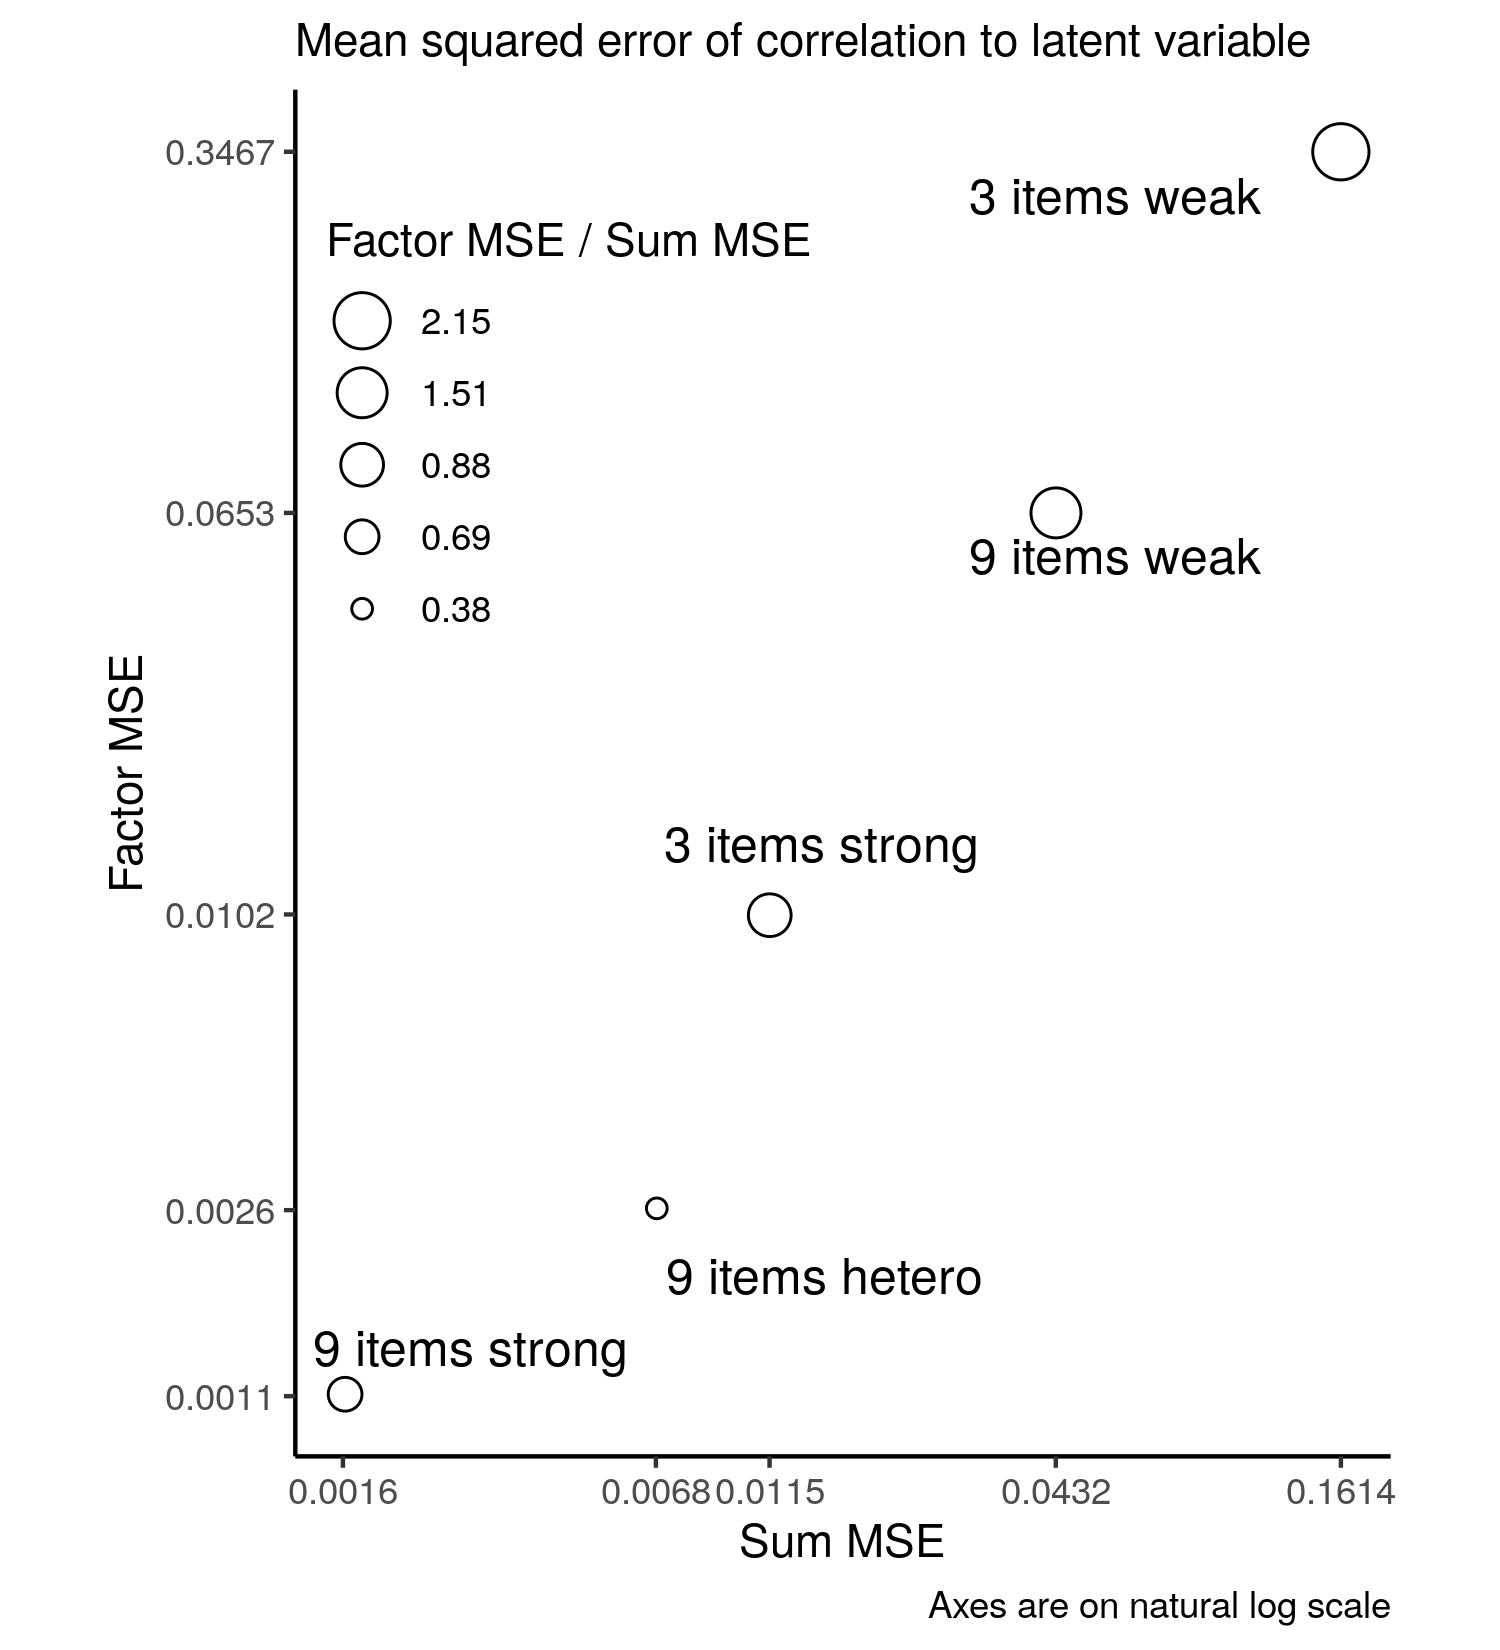 Mean squared error of correlation to latent variable
0.3467
3 items weak
Factor MSE / Sum MSE
2.15
1.51
0.88
0.0653
0.69
9 items weak
0.38
Factor MSE
3 items strong
0.0102
0.0026
9 items hetero
9 items strong
0.0011
0.0016 0.0068 0.0115 0.0432 0.1614
Sum MSE
Axes are on natural log scale